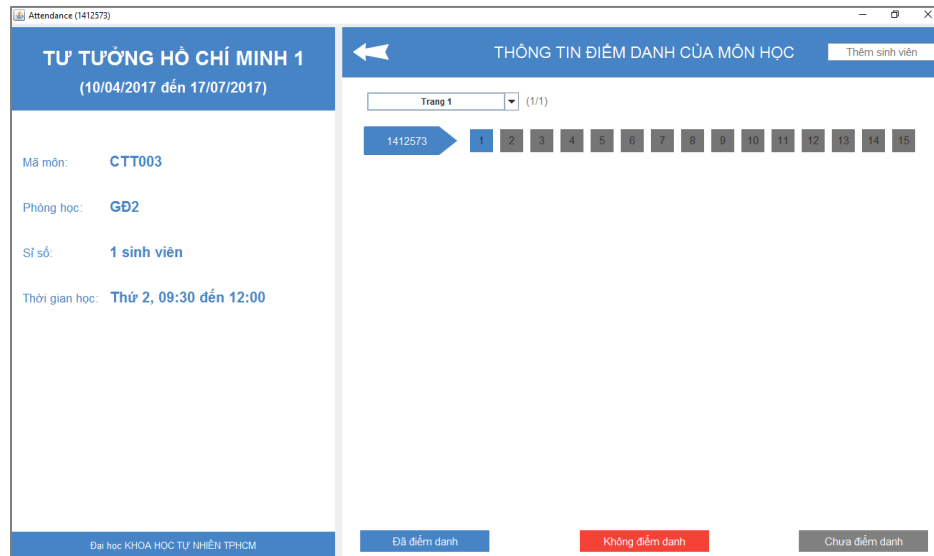 Attendance (1412573)
TƯ TƯỞNG HỒ CHÍ MINH 1
(10/04/2017 đến 17/07/2017)
Mã môn: CTT003
Phòng học: GĐ2
Sĩ số: 1 sinh viên
Thời gian học: Thứ 2, 09:30 đến 12:00
Đại học KHOA HỌC TỰ NHIÊN TPHCM
THÔNG TIN ĐIỂM DANH CỦA MÔN HỌC
Thêm sinh viên
Trang 1 (1/1)
1412573 1 2 3 4 5 6 7 8 9 10 11 12 13 14 15
Đã điểm danh Không điểm danh Chưa điểm danh